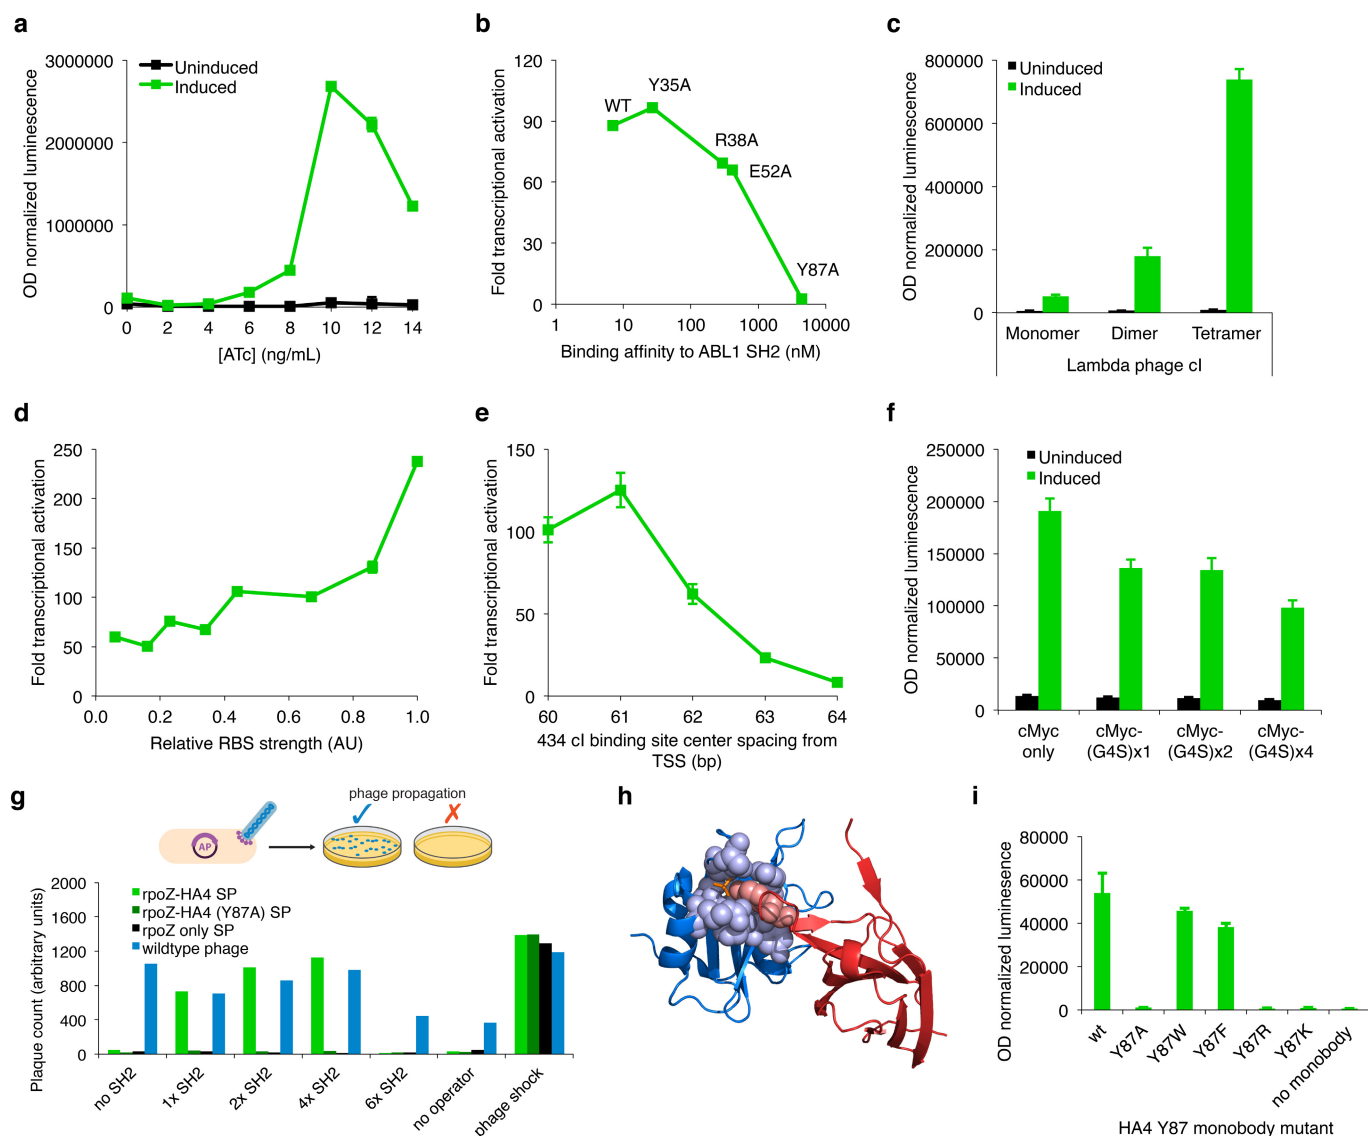 a
3000000
2000000
1000000
0
OD normalized luminescence
Uninduced
Induced
0 2 4 6 8 10 12 14
[ATc] (ng/mL)
b
120
90
60
30
0
Fold transcriptional activation
WT
Y35A
R38A
E52A
Y87A
1 10 100 1000 10000
Binding affinity to ABL1 SH2 (nM)
c
800000
600000
400000
200000
0
OD normalized luminescence
Uninduced
Induced
Monomer Dimer Tetramer
Lambda phage cI
d
250
200
150
100
50
0
Fold transcriptional activation
0.0 0.2 0.4 0.6 0.8 1.0
Relative RBS strength (AU)
e
150
100
50
0
Fold transcriptional activation
60 61 62 63 64
434 cI binding site center spacing from
TSS (bp)
f
250000
200000
150000
100000
50000
0
OD normalized luminescence
Uninduced
Induced
cMyc
only
cMyc-
(G4S)x1
cMyc-
(G4S)x2
cMyc-
(G4S)x4
g
phage propagation
AP
2000
1600
1200
800
400
0
Plaque count (arbitrary units)
rpoZ-HA4 SP
rpoZ-HA4 (Y87A) SP
rpoZ only SP
wildtype phage
no SH2
1x SH2
2x SH2
4x SH2
6x SH2
no operator
phage shock
h
i
80000
60000
40000
20000
0
OD normalized luminesence
wt
Y87A
Y87W
Y87F
Y87R
Y87K
no monobody
HA4 Y87 monobody mutant